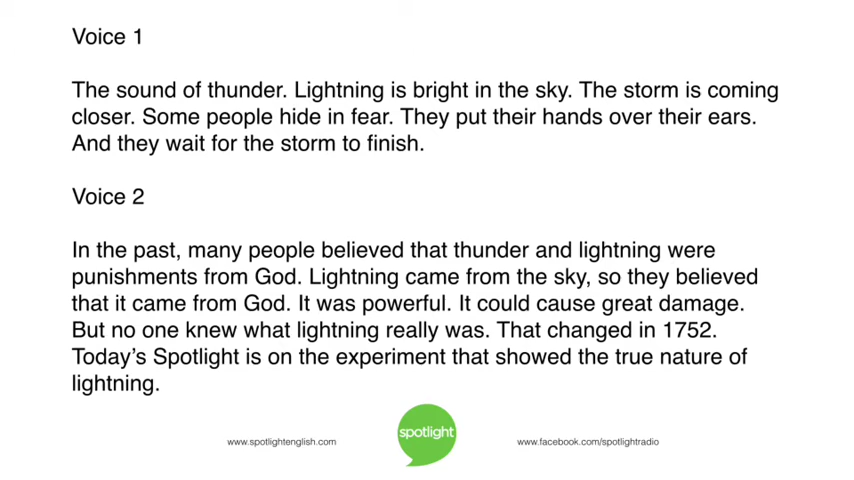 Voice 1
The sound of thunder. Lightning is bright in the sky. The storm is coming
closer. Some people hide in fear. They put their hands over their ears.
And they wait for the storm to finish.
Voice 2
In the past, many people believed that thunder and lightning were
punishments from God. Lightning came from the sky, so they believed
that it came from God. It was powerful. It could cause great damage.
But no one knew what lightning really was. That changed in 1752.
Today's Spotlight is on the experiment that showed the true nature of
lightning.
www.spotlightenglish.com
spotlight
www.facebook.com/spotlightradio